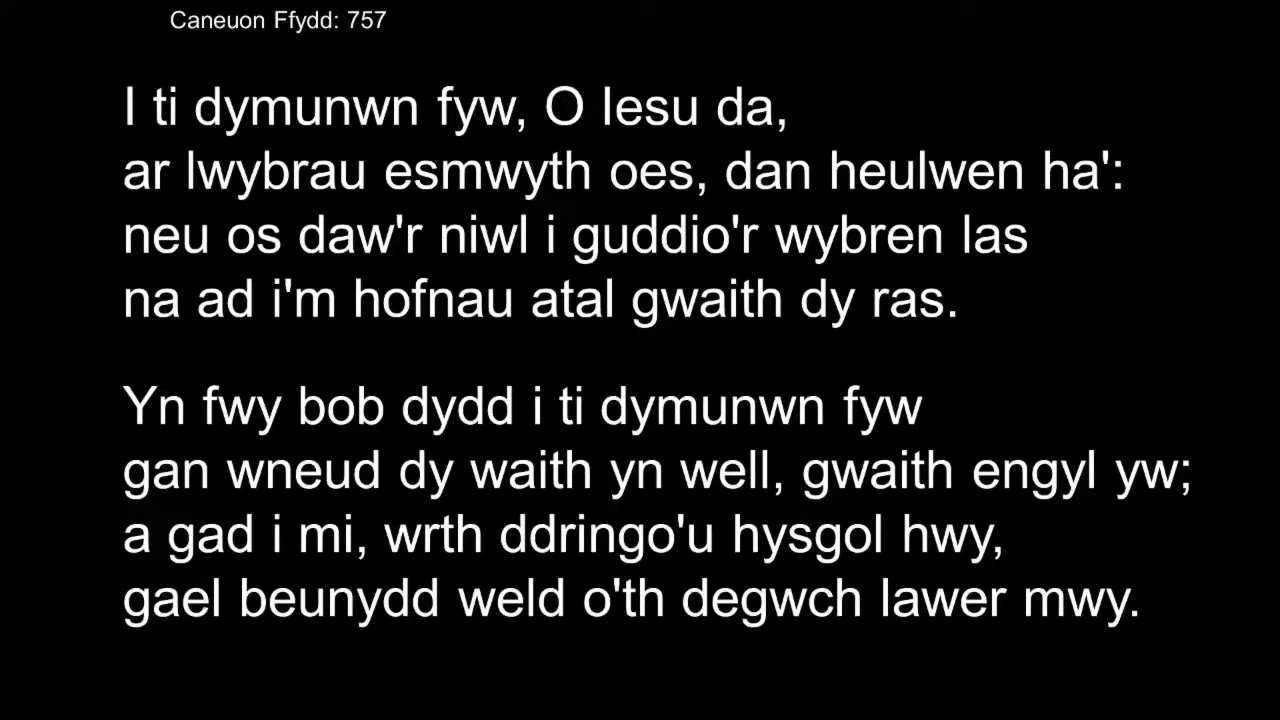 Caneuon Ffydd: 757
I ti dymunwn fyw, O Iesu da,
ar lwybrau esmwyth oes, dan heulwen ha':
neu os daw'r niwl i guddio'r wybren las
na ad i'm hofnau atal gwaith dy ras.
Yn fwy bob dydd i ti dymunwn fyw
gan wneud dy waith yn well, gwaith engyl yw;
a gad i mi, wrth ddringo'u hysgol hwy,
gael beunydd weld o'th degwch lawer mwy.